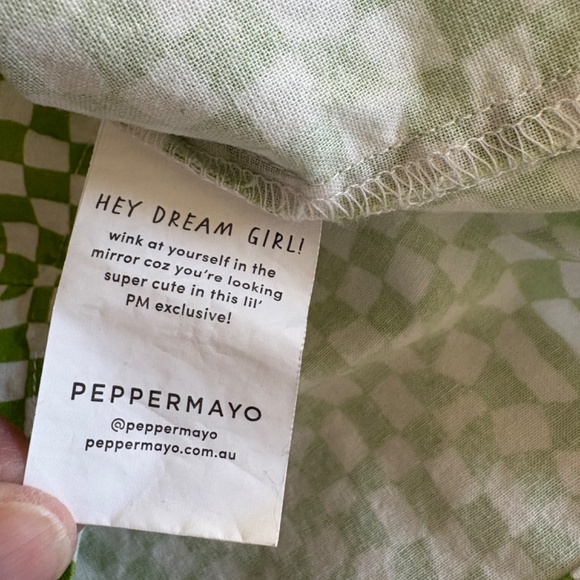 HEY DREAM GIRL!
wink at yourself in the
mirror coz you're looking
super cute in this lil'
PM exclusive!
PEPPERMAYO
@peppermayo
peppermayo.com.au